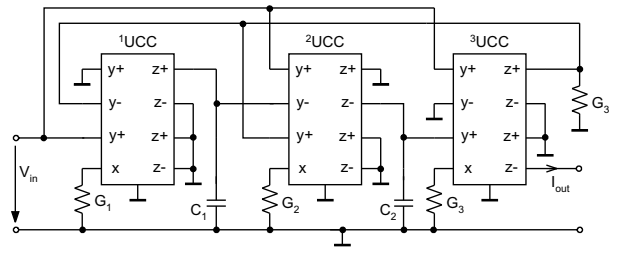 ¹UCC ²UCC ³UCC
y+ z+ y+ z+ y+ z+
y- z- y- z- y- z- G₃
y+ z+ y+ z+ y+ z+
x z- x z- x z-
V_in G₁ C₁ G₂ C₂ G₃ I_out